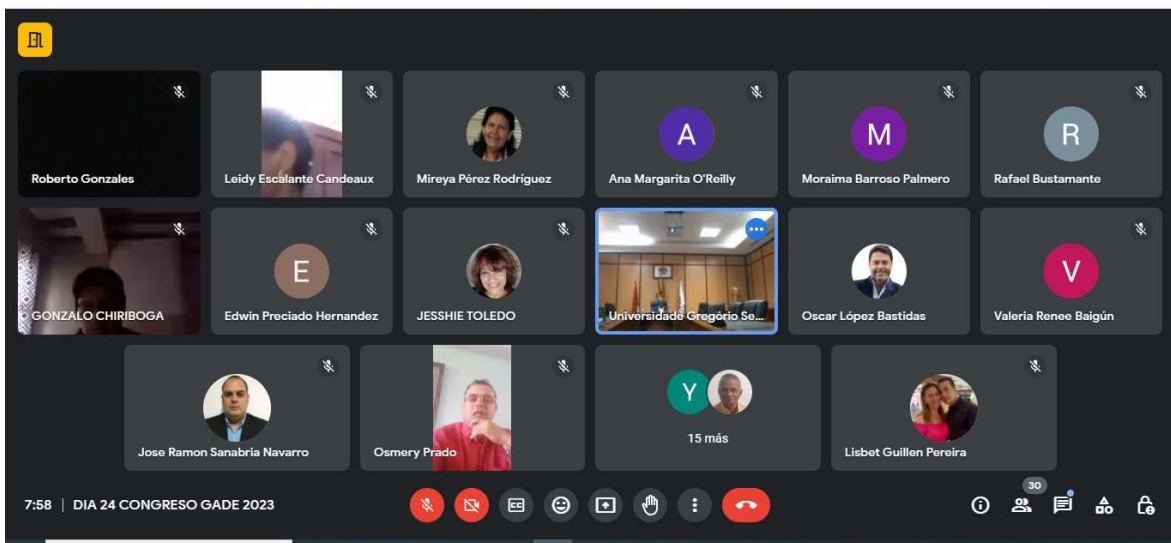 Roberto Gonzales
Leidy Escalante Candeaux
Mireya Pérez Rodríguez
A
Ana Margarita O'Reilly
M
Moraima Barroso Palmero
R
Rafael Bustamante
GONZALO CHIRIBOGA
E
Edwin Preciado Hernandez
JESSHIE TOLEDO
Universidade Gregório Se...
Oscar López Bastidas
V
Valeria Renee Baigún
Jose Ramon Sanabria Navarro
Osmery Prado
Y
15 más
Lisbet Guillen Pereira
7:58 | DIA 24 CONGRESO GADE 2023
CC
30